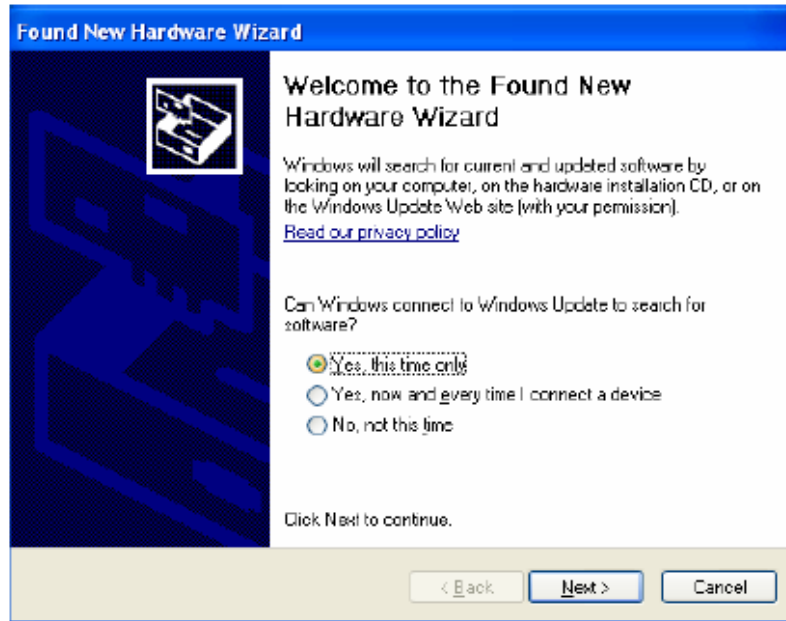 Found New Hardware Wizard
Welcome to the Found New
Hardware Wizard
Windows will search for current and updated software by
looking on your computer, on the hardware installation CD, or on
the Windows Update Web site (with your permission).
Read our privacy policy
Can Windows connect to Windows Update to search for
software?
Yes, this time only
Yes, now and every time I connect a device
No, not this time
Click Next to continue.
< Back
Next >
Cancel